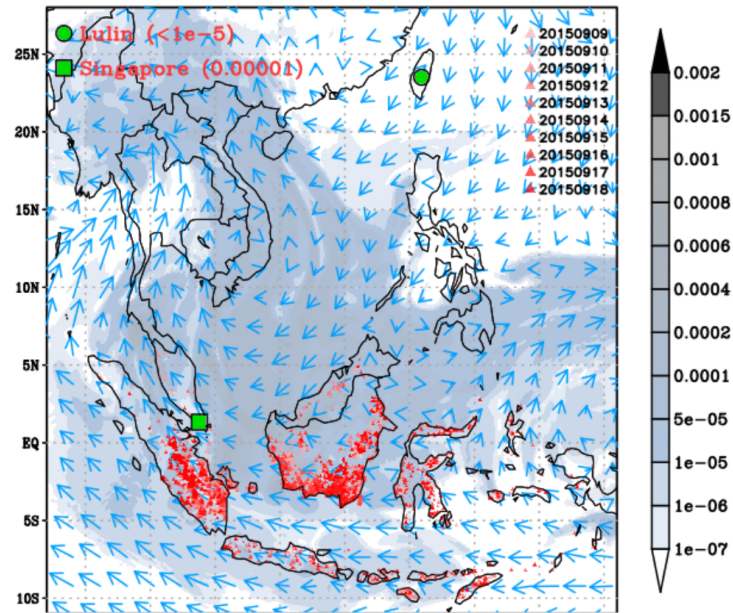 Lulin (<1e-5)
Singapore (0.00001)
20150909
20150910
20150911
20150912
20150913
20150914
20150915
20150916
20150917
20150918
25N
20N
15N
10N
5N
EQ
5S
10S
0.002
0.0015
0.001
0.0008
0.0006
0.0004
0.0002
0.0001
5e-05
1e-05
1e-06
1e-07